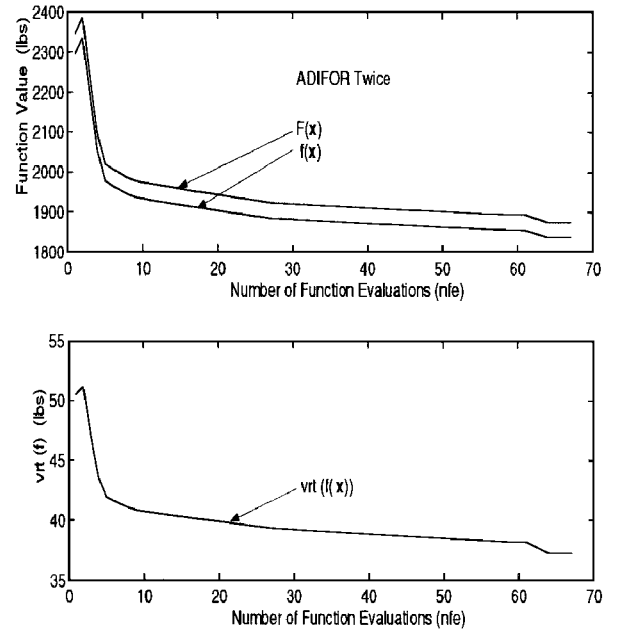 2400
2300
2200
2100
2000
1900
1800
Function Value (lbs)
ADIFOR Twice
F(x)
f(x)
0 10 20 30 40 50 60 70
Number of Function Evaluations (nfe)
55
50
45
40
35
vrt (f) (lbs)
vrt (f(x))
0 10 20 30 40 50 60 70
Number of Function Evaluations (nfe)